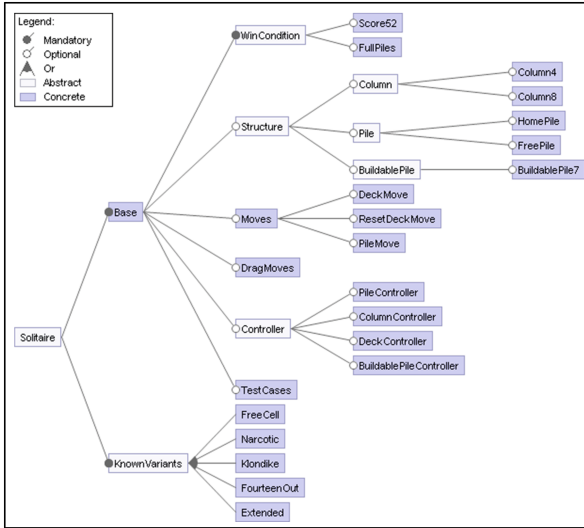 Legend:
Mandatory
Optional
Or
Abstract
Concrete
Solitaire
Base
WinCondition
Score52
FullPiles
Structure
Column
Column4
Column8
Pile
HomePile
FreePile
BuildablePile
BuildablePile7
Moves
DeckMove
ResetDeckMove
PileMove
DragMoves
Controller
PileController
ColumnController
DeckController
BuildablePileController
TestCases
KnownVariants
FreeCell
Narcotic
Klondike
FourteenOut
Extended